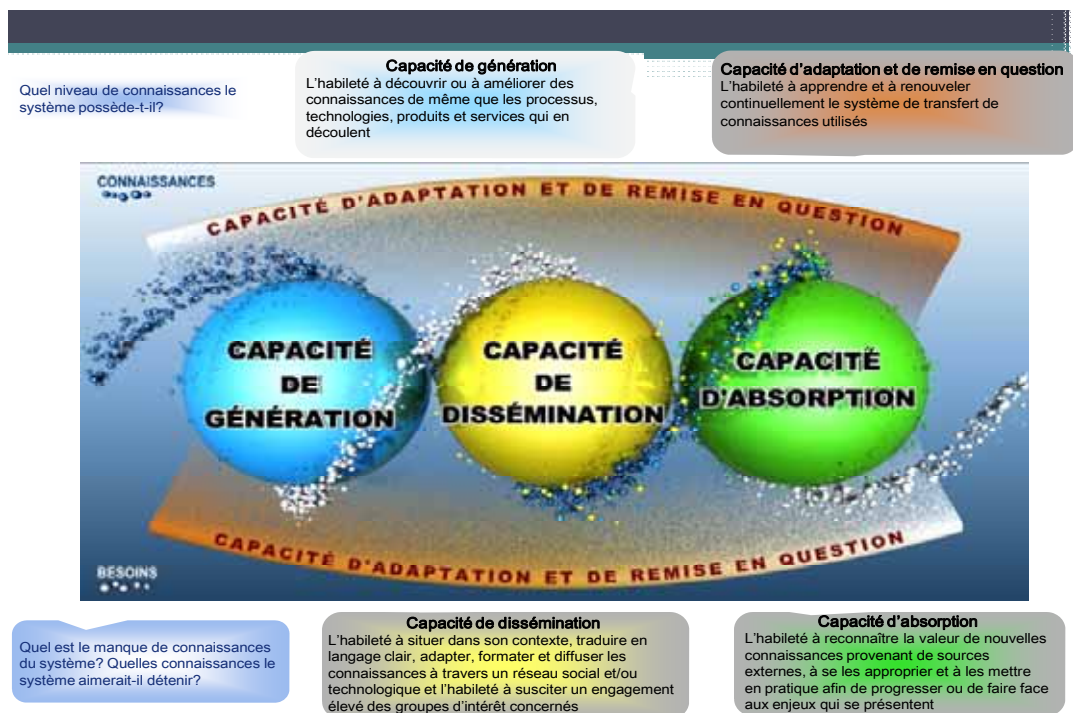 Quel niveau de connaissances le
système possède-t-il?
Capacité de génération
L'habileté à découvrir ou à améliorer des
connaissances de même que les processus,
technologies, produits et services qui en
découlent
Capacité d'adaptation et de remise en question
L'habileté à apprendre et à renouveler
continuellement le système de transfert de
connaissances utilisés
CONNAISSANCES
CAPACITÉ D'ADAPTATION ET DE REMISE EN QUESTION
CAPACITÉ
DE
GÉNÉRATION
CAPACITÉ
DE
DISSÉMINATION
CAPACITÉ
D'ABSORPTION
CAPACITÉ D'ADAPTATION ET DE REMISE EN QUESTION
BESOINS
Quel est le manque de connaissances
du système? Quelles connaissances le
système aimerait-il détenir?
Capacité de dissémination
L'habileté à situer dans son contexte, traduire en
langage clair, adapter, formater et diffuser les
connaissances à travers un réseau social et/ou
technologique et l'habileté à susciter un engagement
élevé des groupes d'intérêt concernés
Capacité d'absorption
L'habileté à reconnaître la valeur de nouvelles
connaissances provenant de sources
externes, à se les approprier et à les mettre
en pratique afin de progresser ou de faire face
aux enjeux qui se présentent